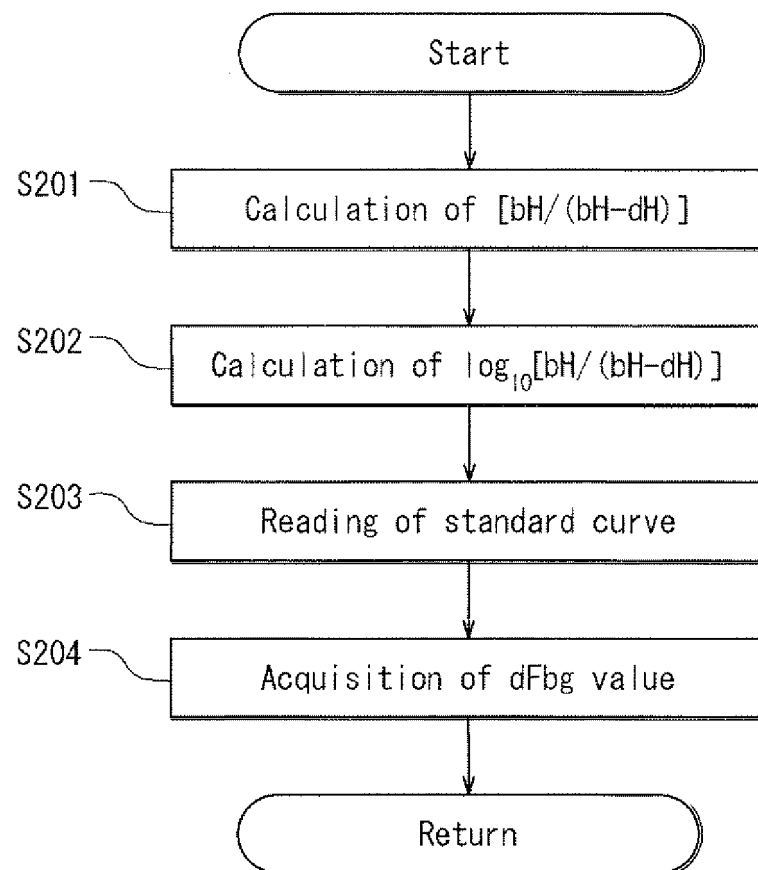 Start
S201
Calculation of [bH/(bH-dH)]
S202
Calculation of log₁₀[bH/(bH-dH)]
S203
Reading of standard curve
S204
Acquisition of dFbg value
Return